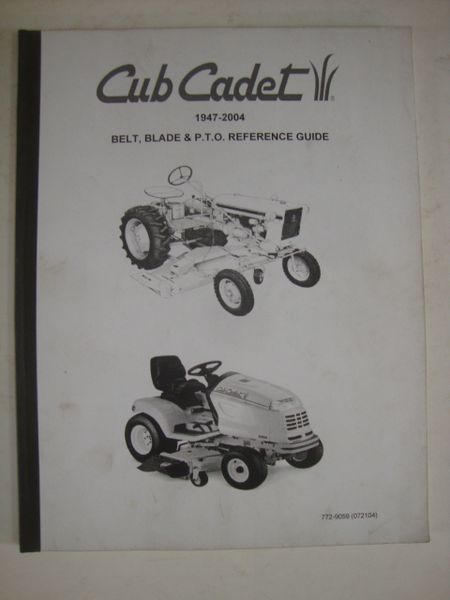 Cub Cadet
1947-2004
BELT, BLADE & P.T.O. REFERENCE GUIDE
772-9059 (072104)